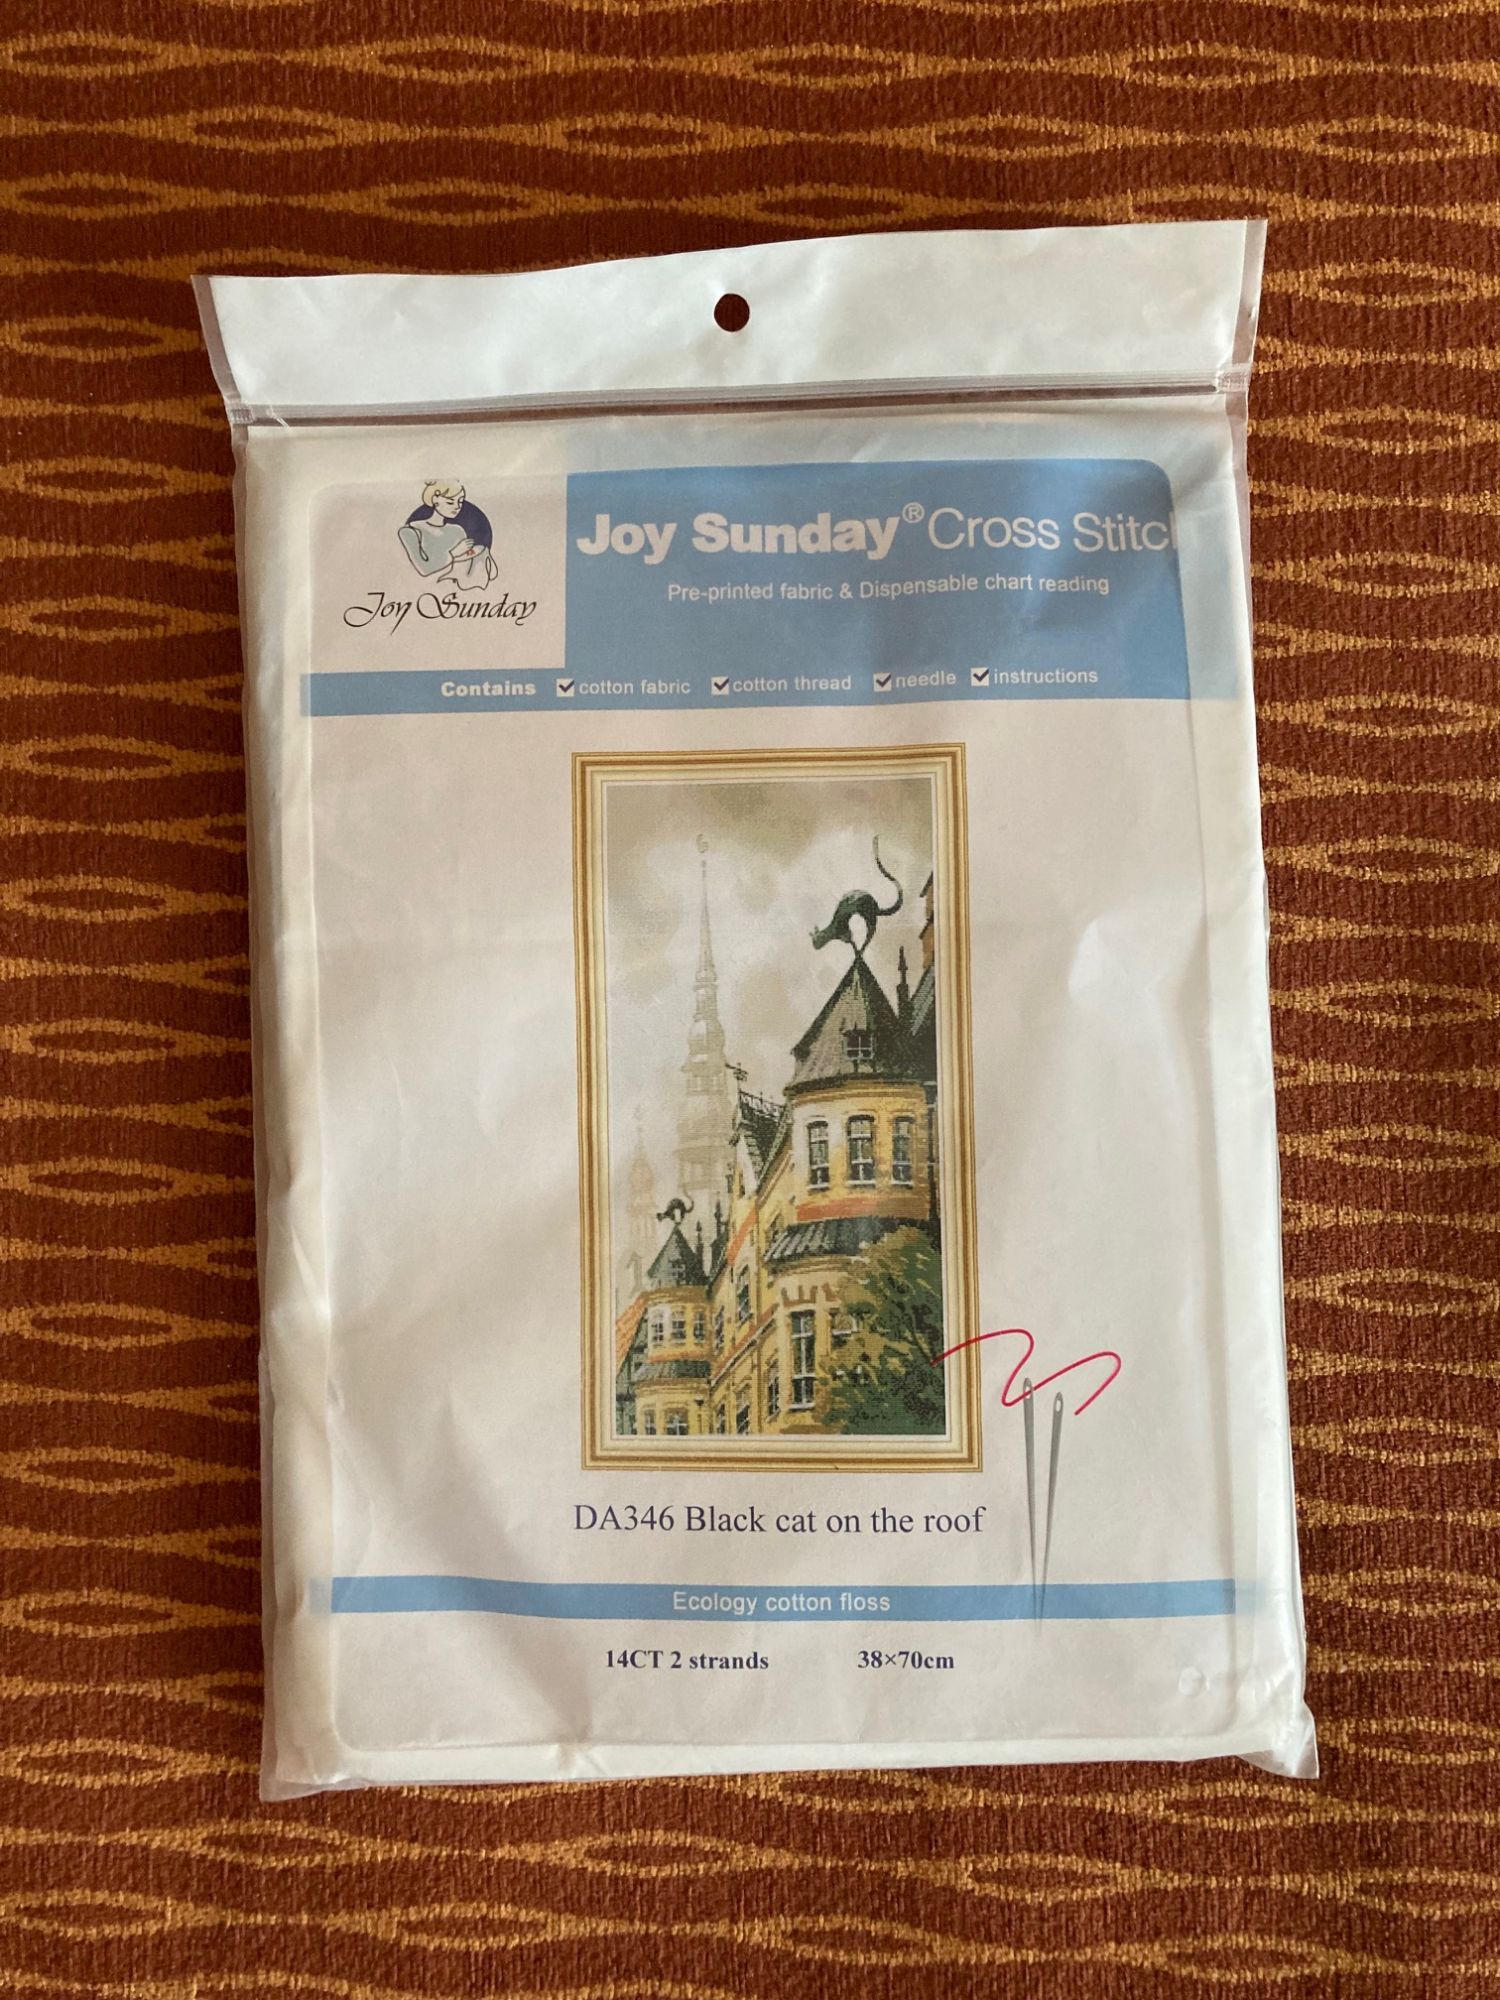 Joy Sunday
Joy Sunday® Cross Stitch
Pre-printed fabric & Dispensable chart reading
Contains ☑ cotton fabric ☑ cotton thread ☑ needle ☑ instructions
DA346 Black cat on the roof
Ecology cotton floss
14CT 2 strands 38×70cm